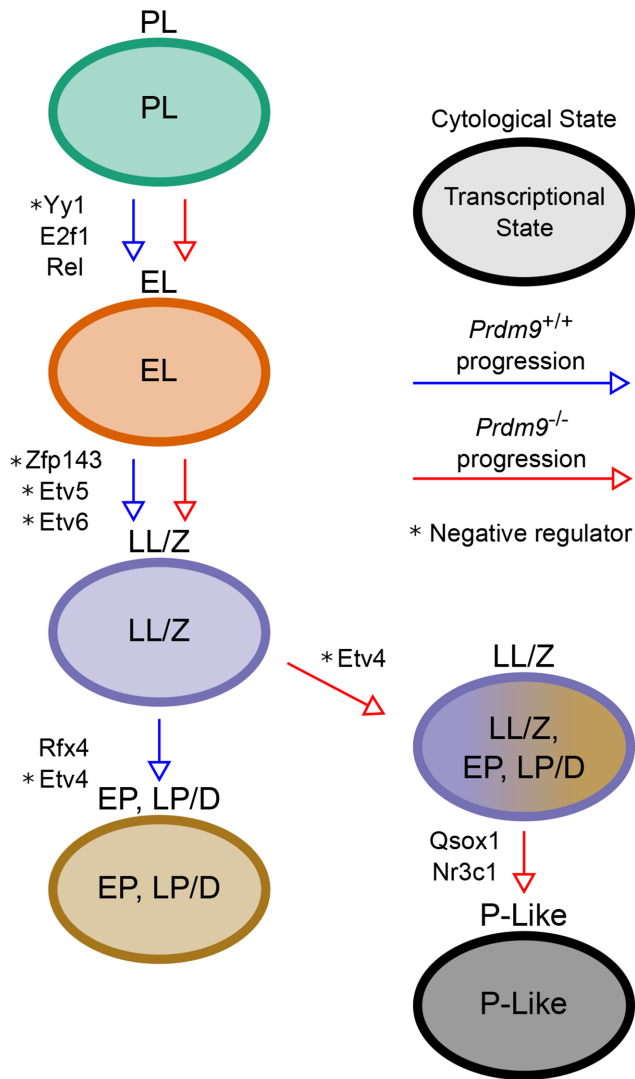 PL
PL
*Yy1
E2f1
Rel
EL
EL
*Zfp143
*Etv5
*Etv6
LL/Z
LL/Z
Rfx4
*Etv4
EP, LP/D
EP, LP/D
Cytological State
Transcriptional
State
Prdm9+/+
progression
Prdm9-/-
progression
* Negative regulator
*Etv4
LL/Z
LL/Z,
EP, LP/D
Qsox1
Nr3c1
P-Like
P-Like